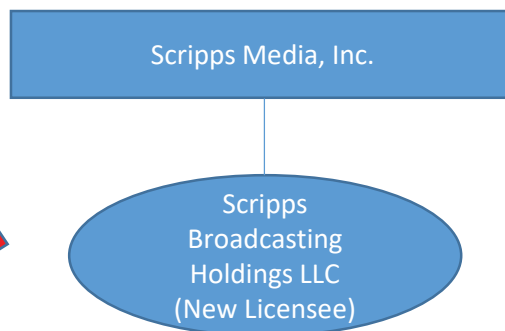 Scripps Media, Inc.
Scripps
Broadcasting
Holdings LLC
(New Licensee)